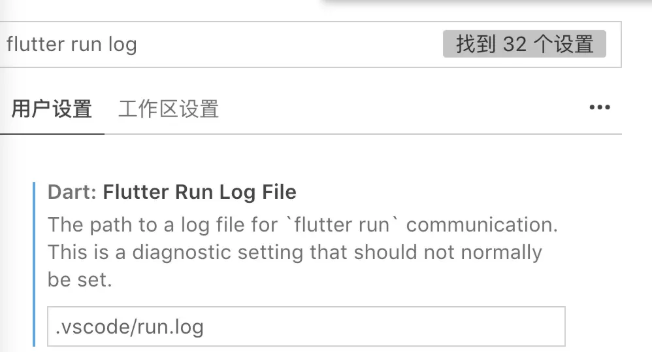 flutter run log
找到 32 个设置
用户设置
工作区设置
•••
Dart: Flutter Run Log File
The path to a log file for `flutter run` communication.
This is a diagnostic setting that should not normally
be set.
.vscode/run.log